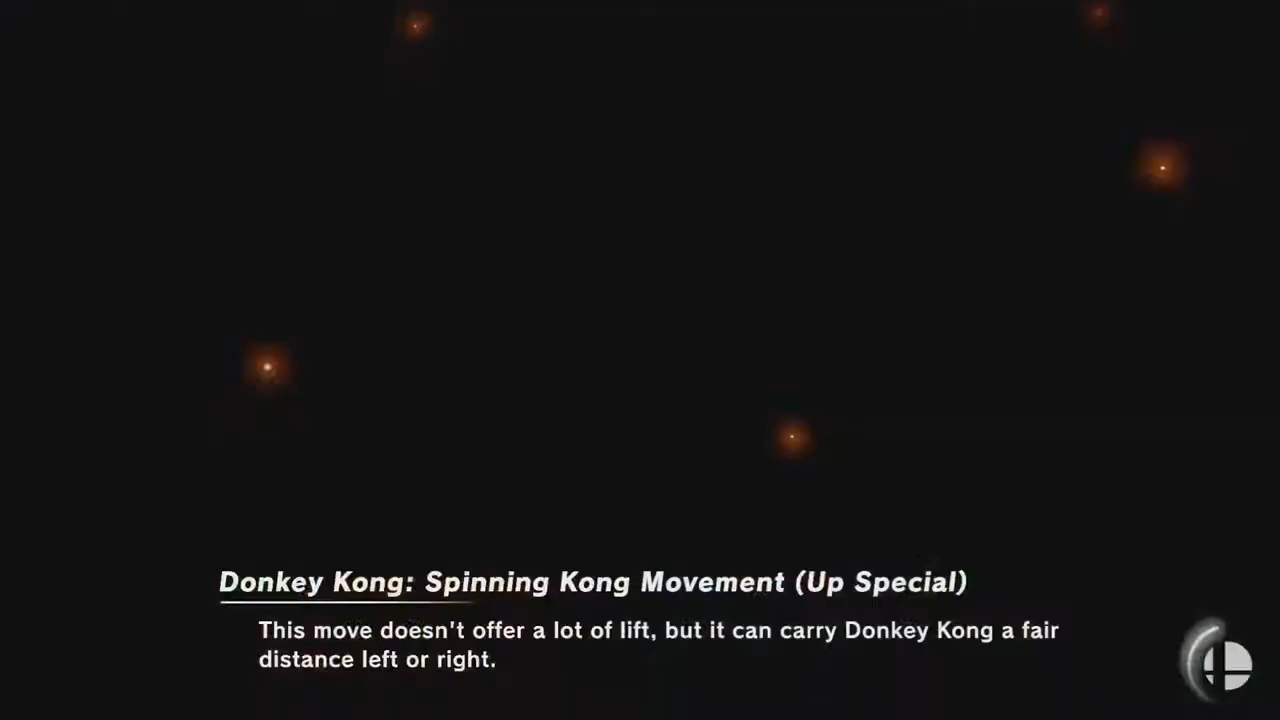 Donkey Kong: Spinning Kong Movement (Up Special)
This move doesn't offer a lot of lift, but it can carry Donkey Kong a fair
distance left or right.